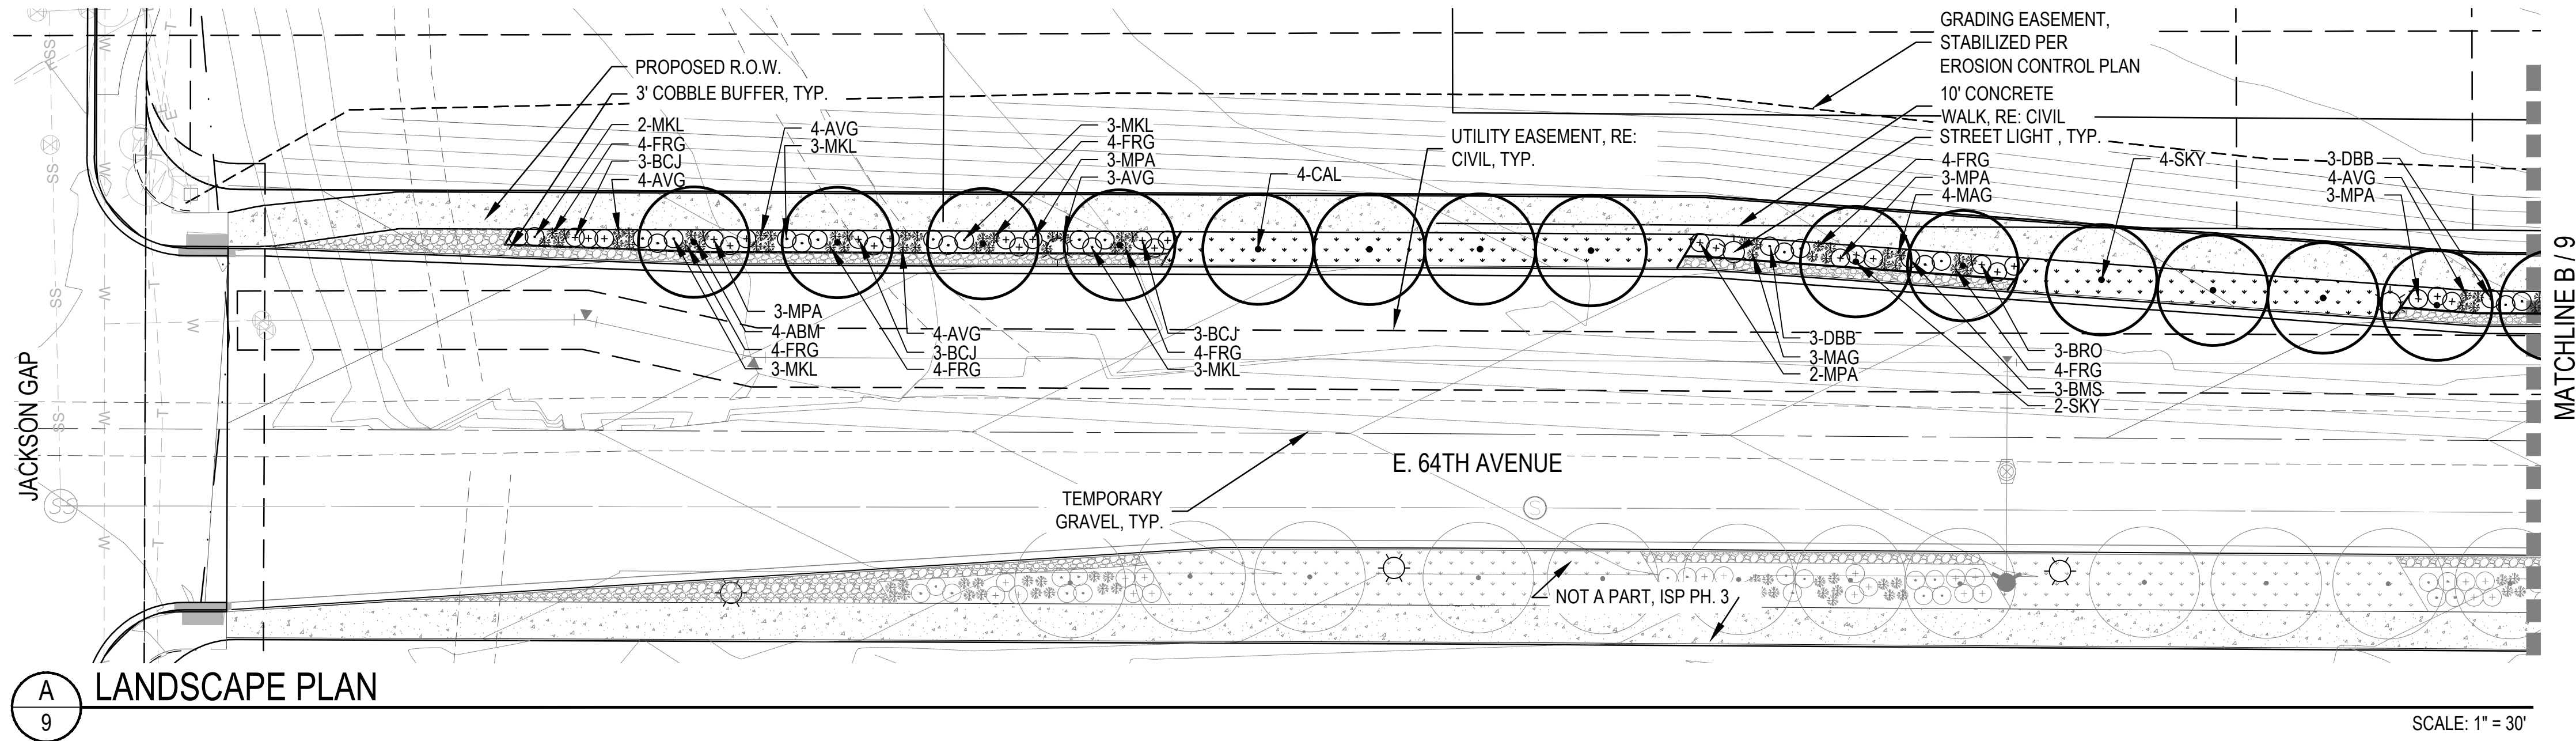 GRADING EASEMENT,
STABILIZED PER
EROSION CONTROL PLAN
10' CONCRETE
WALK, RE: CIVIL
STREET LIGHT , TYP.
PROPOSED R.O.W.
3' COBBLE BUFFER, TYP.
2-MKL
4-FRG
3-BCJ
4-AVG
4-AVG
3-MKL
3-MKL
4-FRG
3-MPA
3-AVG
4-CAL
UTILITY EASEMENT, RE:
CIVIL, TYP.
4-FRG
3-MPA
4-MAG
4-SKY
3-DBB
4-AVG
3-MPA
3-MPA
4-ABM
4-FRG
3-MKL
4-AVG
3-BCJ
4-FRG
3-BCJ
4-FRG
3-MKL
3-DBB
3-MAG
2-MPA
3-BRO
4-FRG
3-BMS
2-SKY
MATCHLINE B / 9
JACKSON GAP
E. 64TH AVENUE
TEMPORARY
GRAVEL, TYP.
NOT A PART, ISP PH. 3
FSS
W
T
E
SS
W
T
SS
W
T
SS
W
SS
W
T
S
W
T
A
9
LANDSCAPE PLAN
SCALE: 1" = 30'